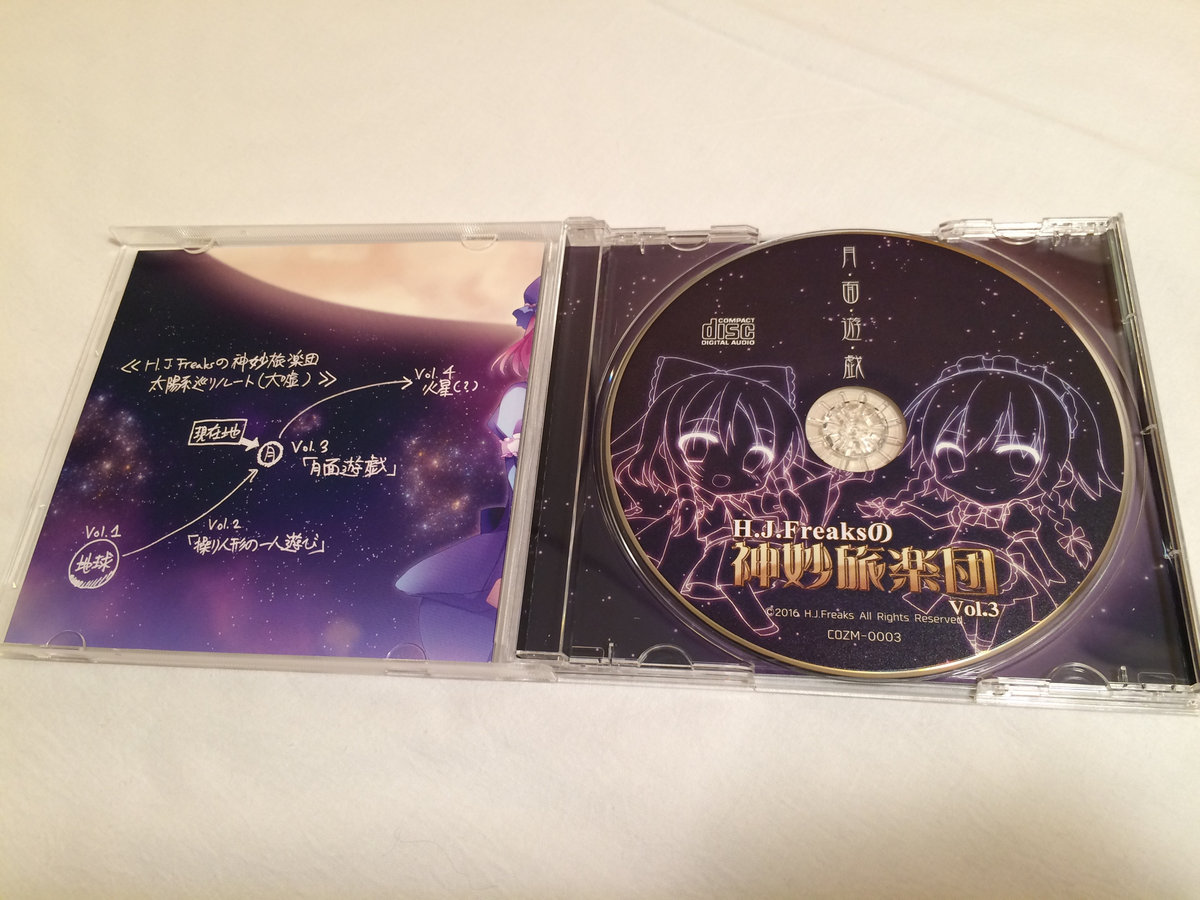 ≪H.J.Freaksの神妙旅楽団
太陽系巡りルート(大嘘)≫
Vol.4
火星(?)
現在地
月
Vol.3
「月面遊戯」
Vol.2
「操り人形の一人遊び」
Vol.1
地球
月・面・遊・戯
COMPACT
disc
DIGITAL AUDIO
H.J.Freaksの
神妙旅楽団
Vol.3
©2016 H.J.Freaks All Rights Reserved.
COZM-0003